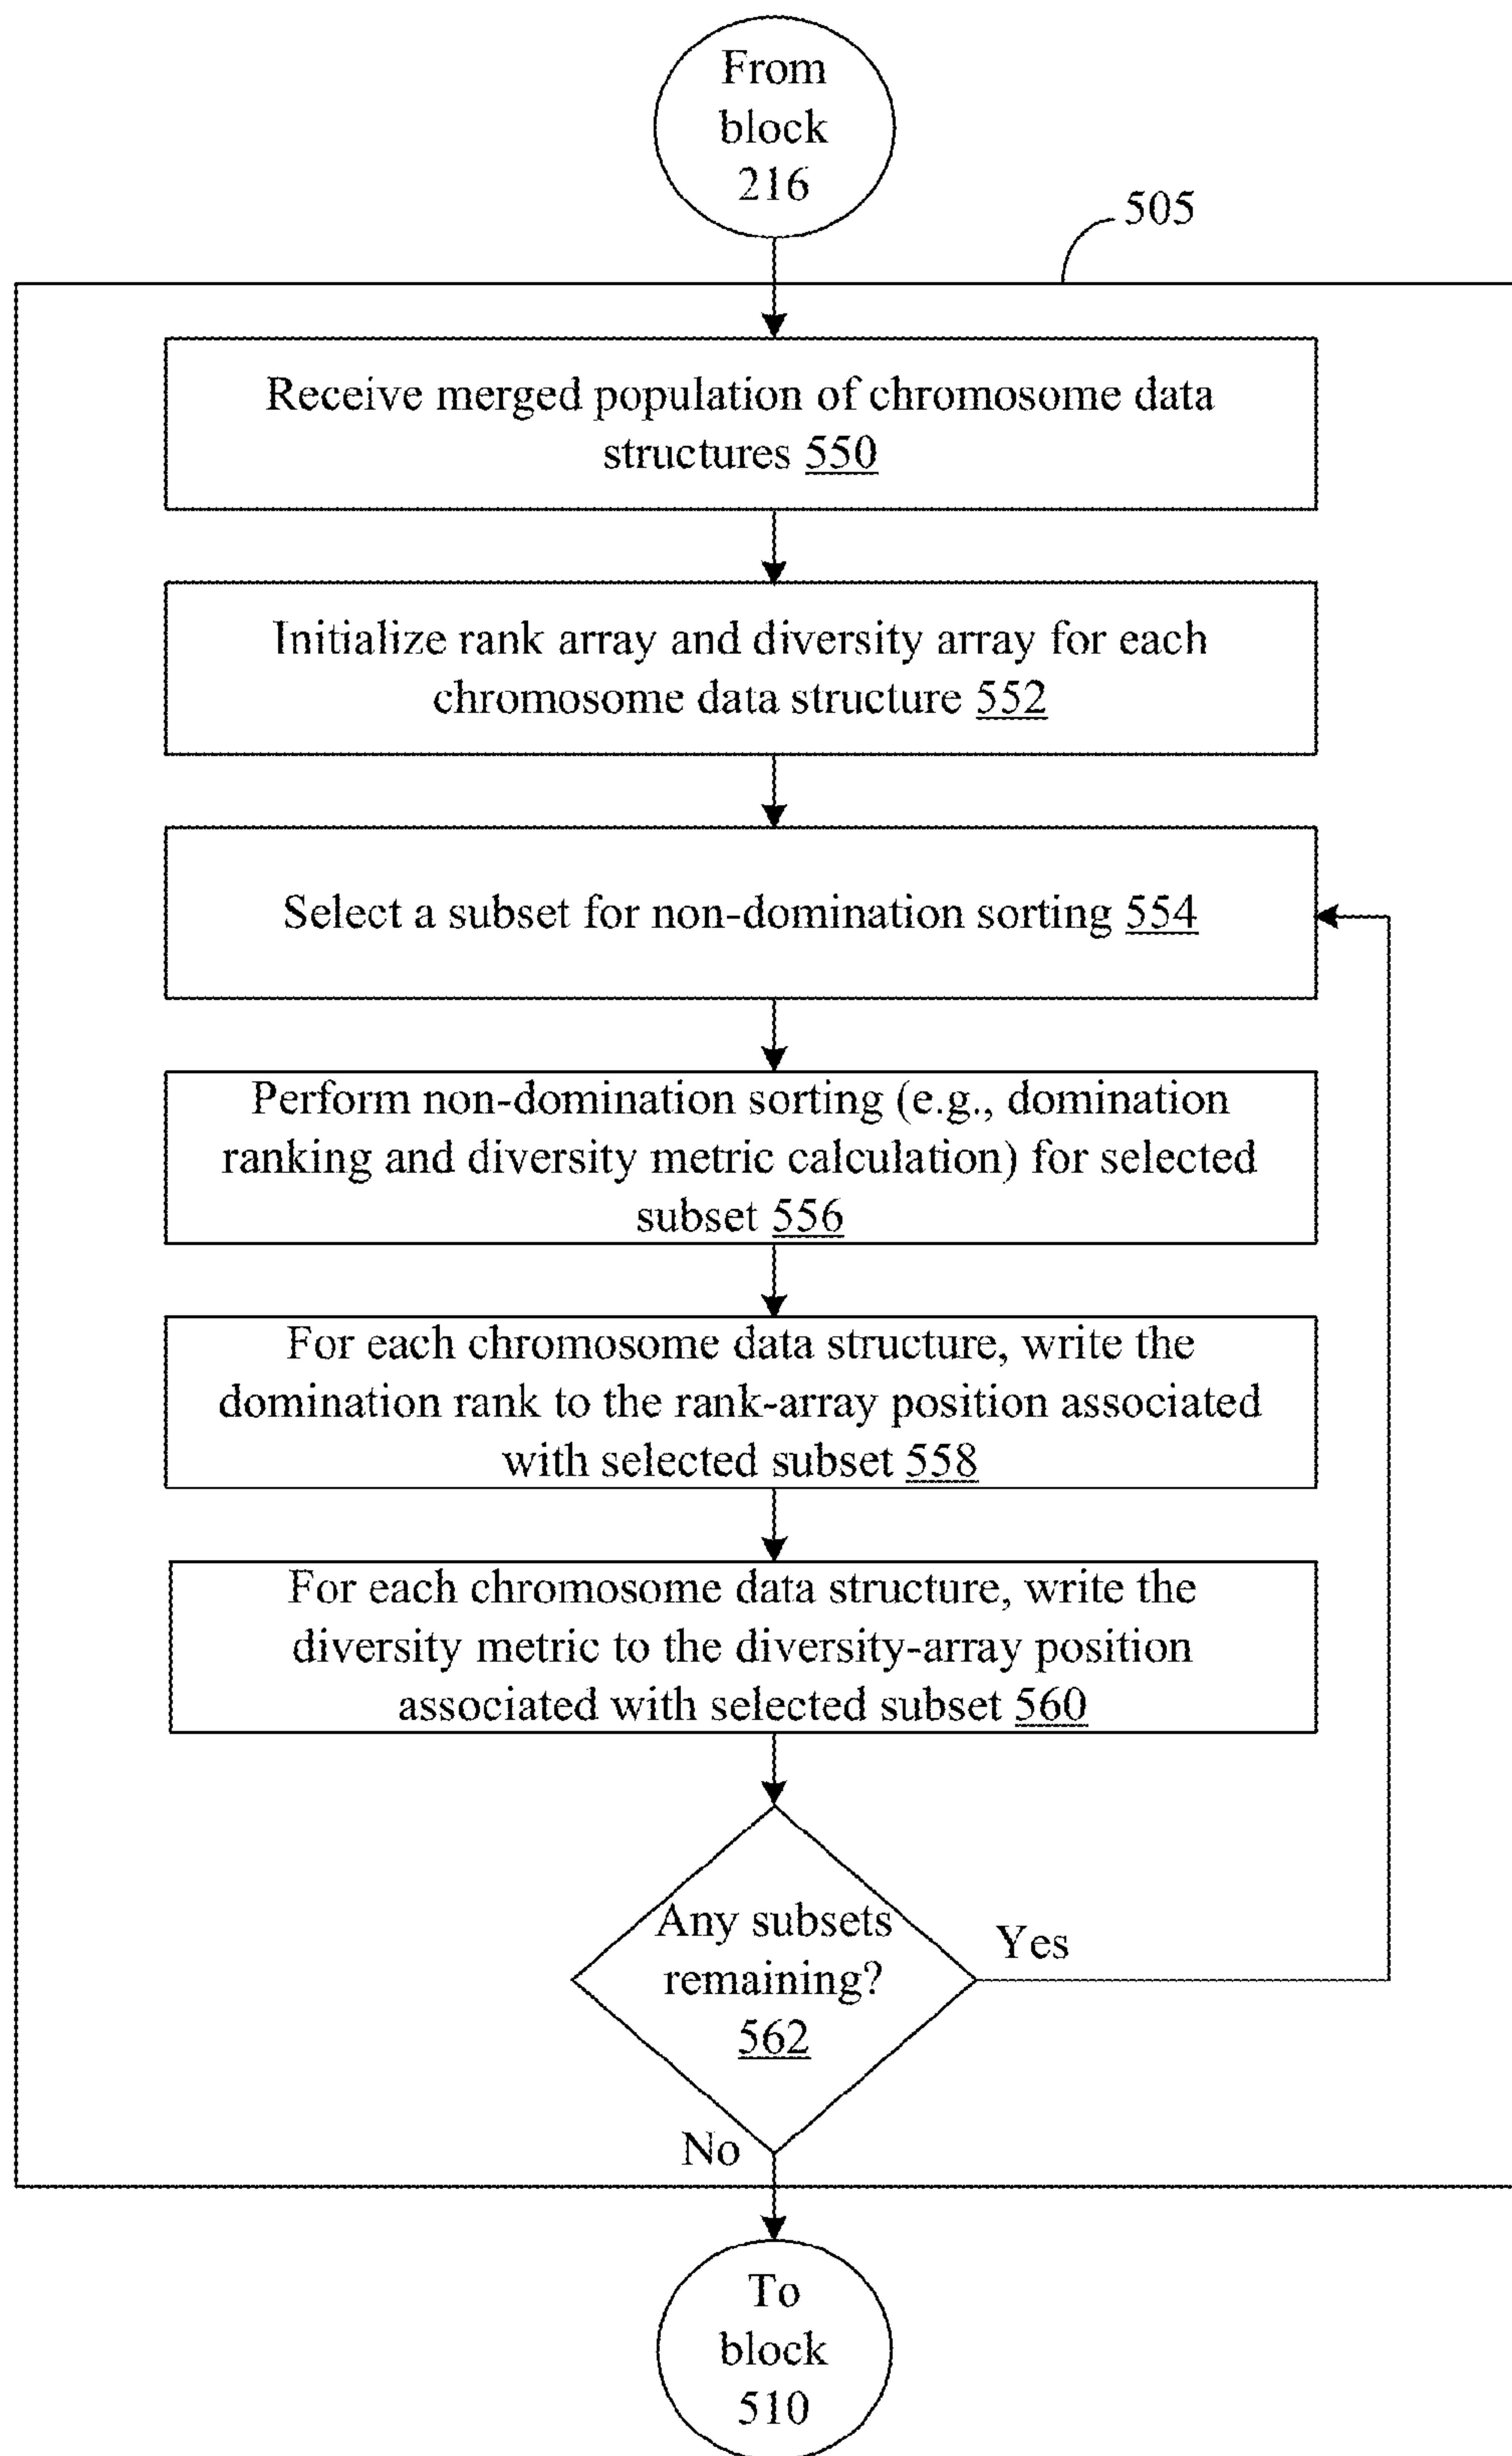 From
block
216
505
Receive merged population of chromosome data
structures 550
Initialize rank array and diversity array for each
chromosome data structure 552
Select a subset for non-domination sorting 554
Perform non-domination sorting (e.g., domination
ranking and diversity metric calculation) for selected
subset 556
For each chromosome data structure, write the
domination rank to the rank-array position associated
with selected subset 558
For each chromosome data structure, write the
diversity metric to the diversity-array position
associated with selected subset 560
Any subsets
remaining?
562
Yes
No
To
block
510